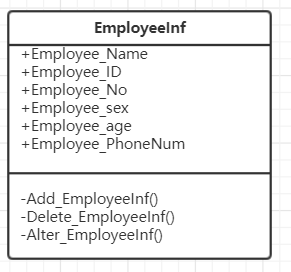 EmployeeInf
+Employee_Name
+Employee_ID
+Employee_No
+Employee_sex
+Employee_age
+Employee_PhoneNum
-Add_EmployeeInf()
-Delete_EmployeeInf()
-Alter_EmployeeInf()